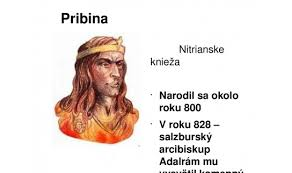 Pribina
Nitrianske
knieža
· Narodil sa okolo
roku 800
· V roku 828 –
salzburský
arcibiskup
Adalrám mu